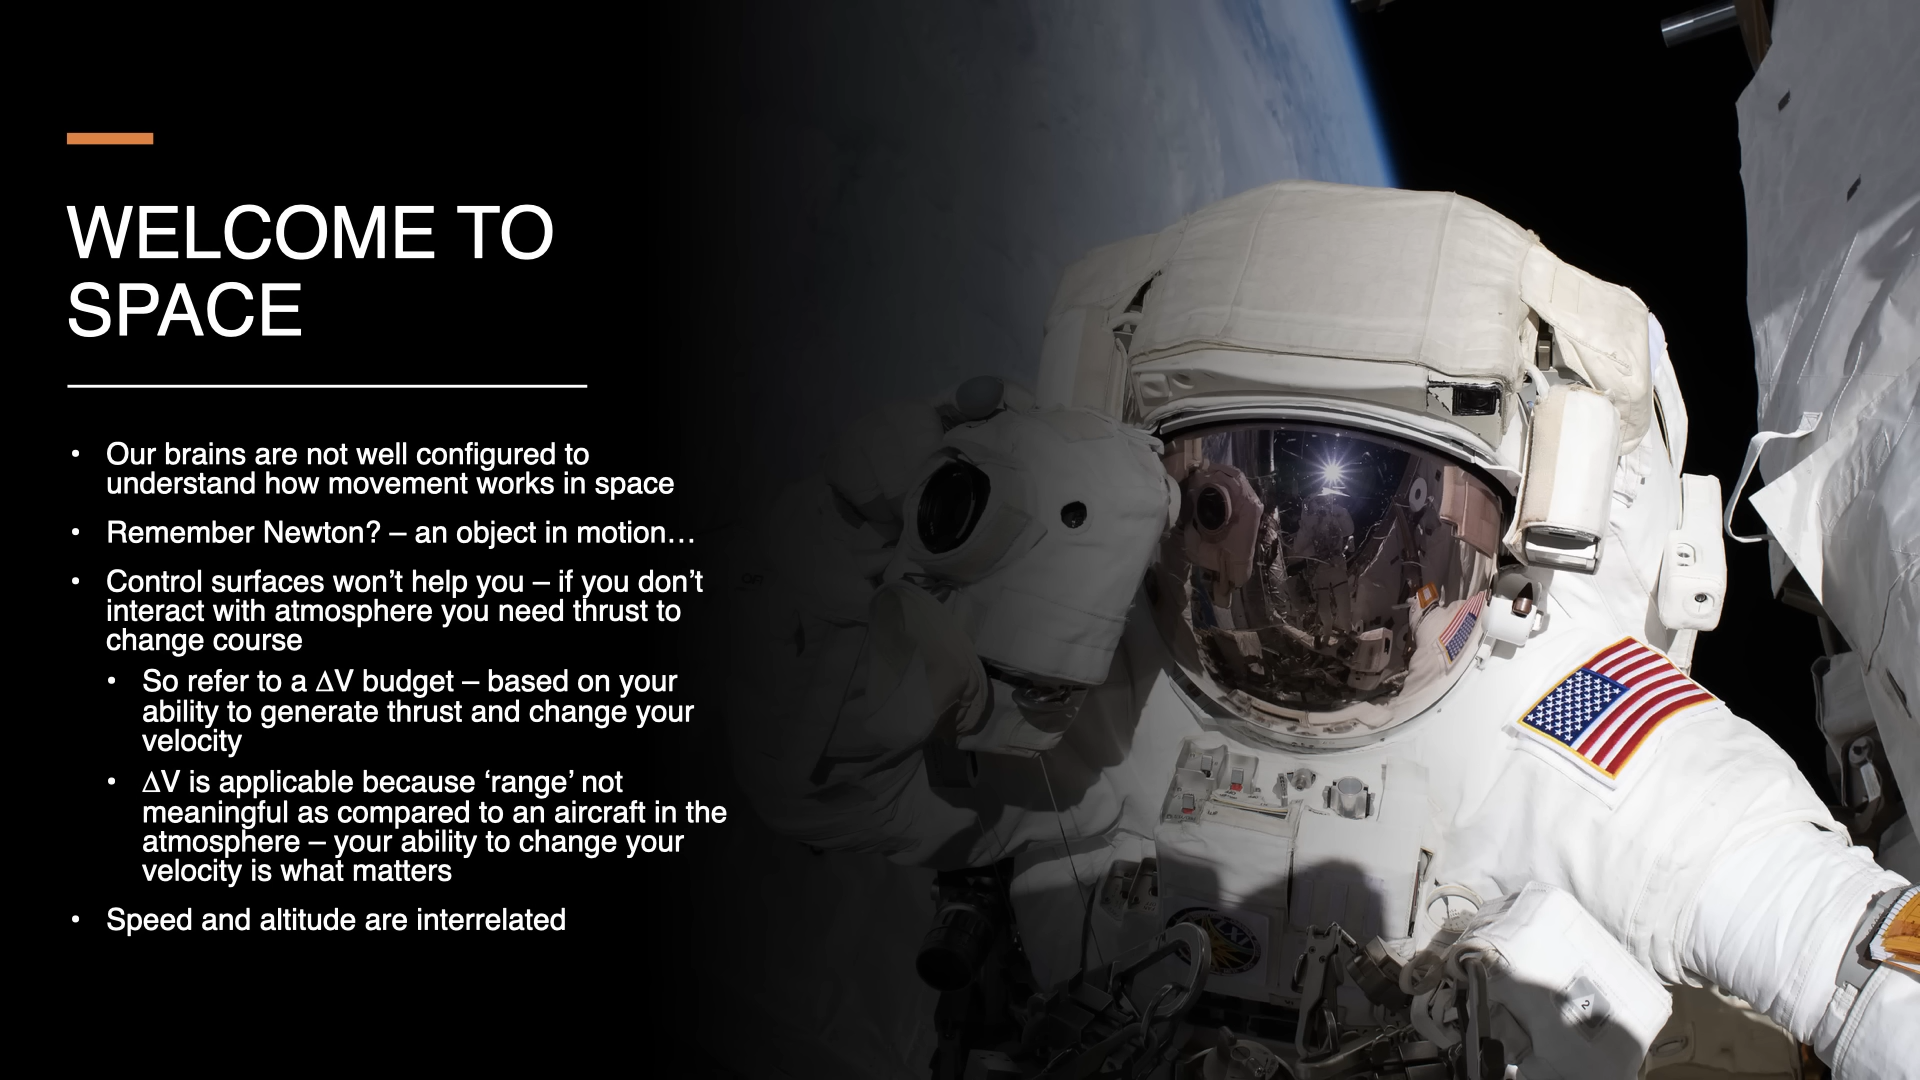 WELCOME TO
SPACE
• Our brains are not well configured to
understand how movement works in space
• Remember Newton? – an object in motion…
• Control surfaces won’t help you – if you don’t
interact with atmosphere you need thrust to
change course
• So refer to a ΔV budget – based on your
ability to generate thrust and change your
velocity
• ΔV is applicable because ‘range’ not
meaningful as compared to an aircraft in the
atmosphere – your ability to change your
velocity is what matters
• Speed and altitude are interrelated
2